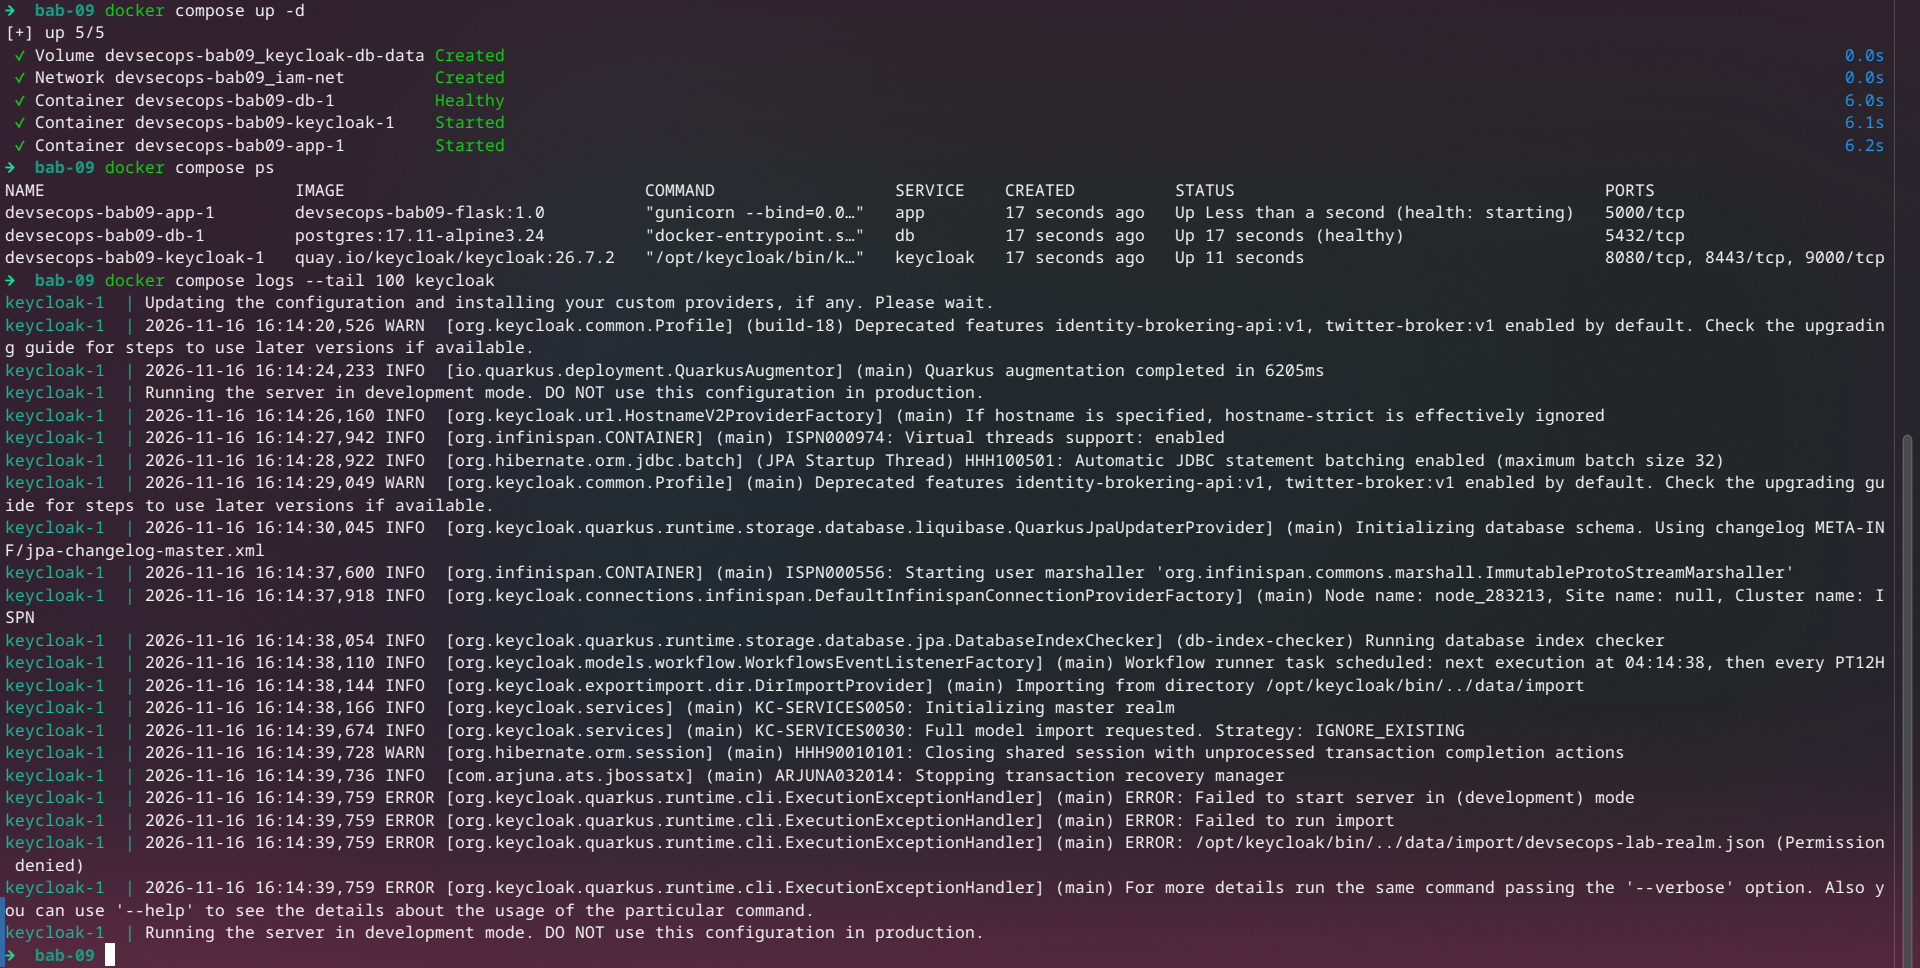 ➜  bab-09 docker compose up -d
[+] up 5/5
 ✓ Volume devsecops-bab09_keycloak-db-data Created 0.0s
 ✓ Network devsecops-bab09_iam-net         Created 0.0s
 ✓ Container devsecops-bab09-db-1          Healthy 6.0s
 ✓ Container devsecops-bab09-keycloak-1    Started 6.1s
 ✓ Container devsecops-bab09-app-1         Started 6.2s
➜  bab-09 docker compose ps
NAME                         IMAGE                              COMMAND                  SERVICE    CREATED          STATUS                                     PORTS
devsecops-bab09-app-1        devsecops-bab09-flask:1.0          "gunicorn --bind=0.0…"   app        17 seconds ago   Up Less than a second (health: starting)   5000/tcp
devsecops-bab09-db-1         postgres:17.11-alpine3.24          "docker-entrypoint.s…"   db         17 seconds ago   Up 17 seconds (healthy)                    5432/tcp
devsecops-bab09-keycloak-1   quay.io/keycloak/keycloak:26.7.2   "/opt/keycloak/bin/k…"   keycloak   17 seconds ago   Up 11 seconds                              8080/tcp, 8443/tcp, 9000/tcp
➜  bab-09 docker compose logs --tail 100 keycloak
keycloak-1  | Updating the configuration and installing your custom providers, if any. Please wait.
keycloak-1  | 2026-11-16 16:14:20,526 WARN  [org.keycloak.common.Profile] (build-18) Deprecated features identity-brokering-api:v1, twitter-broker:v1 enabled by default. Check the upgradin
g guide for steps to use later versions if available.
keycloak-1  | 2026-11-16 16:14:24,233 INFO  [io.quarkus.deployment.QuarkusAugmentor] (main) Quarkus augmentation completed in 6205ms
keycloak-1  | Running the server in development mode. DO NOT use this configuration in production.
keycloak-1  | 2026-11-16 16:14:26,160 INFO  [org.keycloak.url.HostnameV2ProviderFactory] (main) If hostname is specified, hostname-strict is effectively ignored
keycloak-1  | 2026-11-16 16:14:27,942 INFO  [org.infinispan.CONTAINER] (main) ISPN000974: Virtual threads support: enabled
keycloak-1  | 2026-11-16 16:14:28,922 INFO  [org.hibernate.orm.jdbc.batch] (JPA Startup Thread) HHH100501: Automatic JDBC statement batching enabled (maximum batch size 32)
keycloak-1  | 2026-11-16 16:14:29,049 WARN  [org.keycloak.common.Profile] (main) Deprecated features identity-brokering-api:v1, twitter-broker:v1 enabled by default. Check the upgrading gu
ide for steps to use later versions if available.
keycloak-1  | 2026-11-16 16:14:30,045 INFO  [org.keycloak.quarkus.runtime.storage.database.liquibase.QuarkusJpaUpdaterProvider] (main) Initializing database schema. Using changelog META-IN
F/jpa-changelog-master.xml
keycloak-1  | 2026-11-16 16:14:37,600 INFO  [org.infinispan.CONTAINER] (main) ISPN000556: Starting user marshaller 'org.infinispan.commons.marshall.ImmutableProtoStreamMarshaller'
keycloak-1  | 2026-11-16 16:14:37,918 INFO  [org.keycloak.connections.infinispan.DefaultInfinispanConnectionProviderFactory] (main) Node name: node_283213, Site name: null, Cluster name: I
SPN
keycloak-1  | 2026-11-16 16:14:38,054 INFO  [org.keycloak.quarkus.runtime.storage.database.jpa.DatabaseIndexChecker] (db-index-checker) Running database index checker
keycloak-1  | 2026-11-16 16:14:38,110 INFO  [org.keycloak.models.workflow.WorkflowsEventListenerFactory] (main) Workflow runner task scheduled: next execution at 04:14:38, then every PT12H
keycloak-1  | 2026-11-16 16:14:38,144 INFO  [org.keycloak.exportimport.dir.DirImportProvider] (main) Importing from directory /opt/keycloak/bin/../data/import
keycloak-1  | 2026-11-16 16:14:38,166 INFO  [org.keycloak.services] (main) KC-SERVICES0050: Initializing master realm
keycloak-1  | 2026-11-16 16:14:39,674 INFO  [org.keycloak.services] (main) KC-SERVICES0030: Full model import requested. Strategy: IGNORE_EXISTING
keycloak-1  | 2026-11-16 16:14:39,728 WARN  [org.hibernate.orm.session] (main) HHH90010101: Closing shared session with unprocessed transaction completion actions
keycloak-1  | 2026-11-16 16:14:39,736 INFO  [com.arjuna.ats.jbossatx] (main) ARJUNA032014: Stopping transaction recovery manager
keycloak-1  | 2026-11-16 16:14:39,759 ERROR [org.keycloak.quarkus.runtime.cli.ExecutionExceptionHandler] (main) ERROR: Failed to start server in (development) mode
keycloak-1  | 2026-11-16 16:14:39,759 ERROR [org.keycloak.quarkus.runtime.cli.ExecutionExceptionHandler] (main) ERROR: Failed to run import
keycloak-1  | 2026-11-16 16:14:39,759 ERROR [org.keycloak.quarkus.runtime.cli.ExecutionExceptionHandler] (main) ERROR: /opt/keycloak/bin/../data/import/devsecops-lab-realm.json (Permission
 denied)
keycloak-1  | 2026-11-16 16:14:39,759 ERROR [org.keycloak.quarkus.runtime.cli.ExecutionExceptionHandler] (main) For more details run the same command passing the '--verbose' option. Also y
ou can use '--help' to see the details about the usage of the particular command.
keycloak-1  | Running the server in development mode. DO NOT use this configuration in production.
➜  bab-09